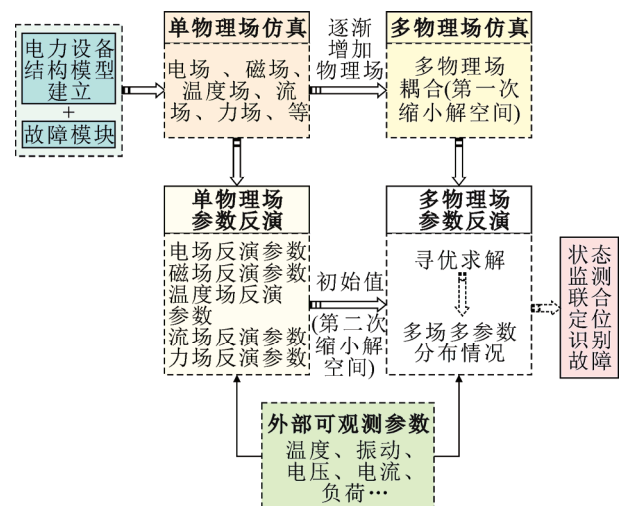 电力设备
结构模型
建立
+
故障模块
单物理场仿真
电场、磁场、
温度场、流
场、力场、等
逐渐
增加
物理场
多物理场仿真
多物理场
耦合(第一次
缩小解空间)
单物理场
参数反演
电场反演参数
磁场反演参数
温度场反演
参数
流场反演参数
力场反演参数
初始值
(第二次
缩小解
空间)
多物理场
参数反演
寻优求解
多场多参数
分布情况
状态
监测
联合
定位
识别
故障
外部可观测参数
温度、振动、
电压、电流、
负荷…